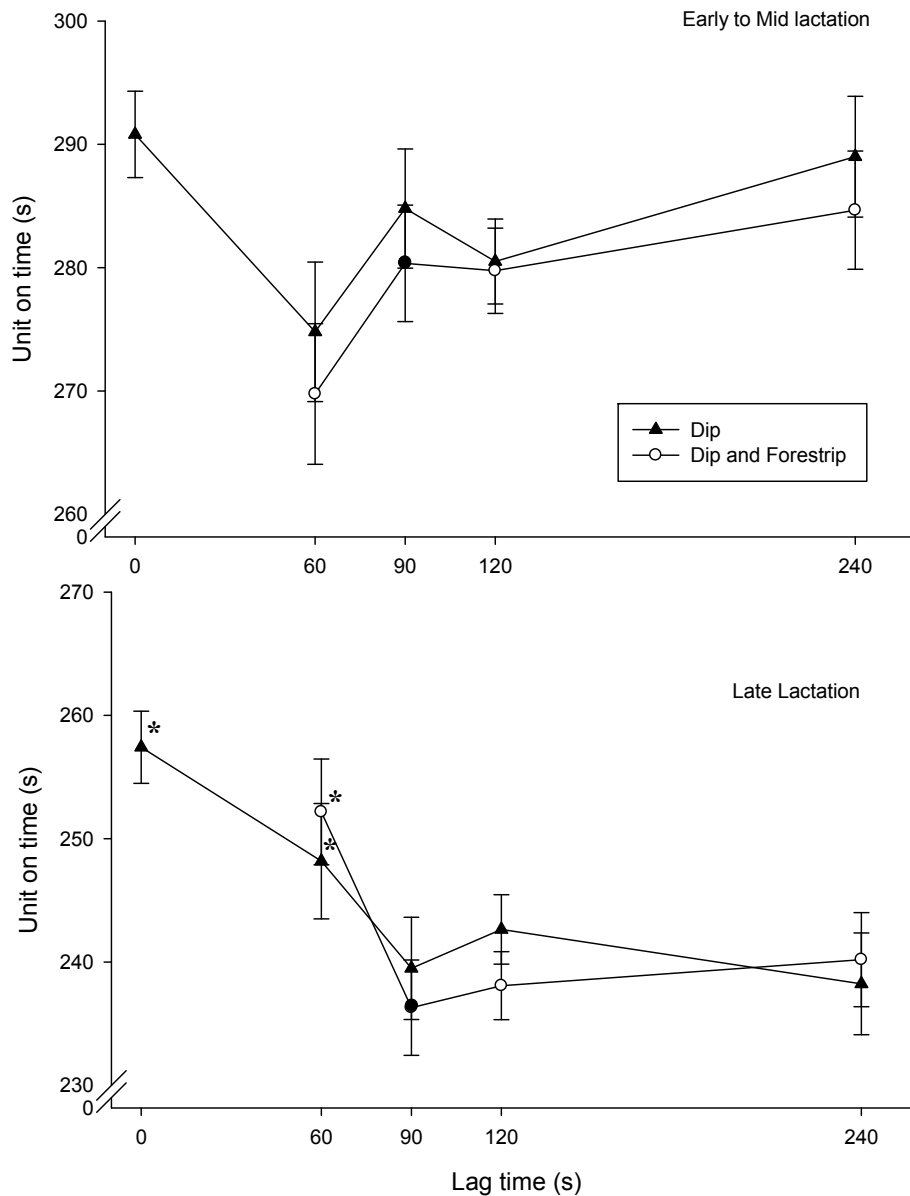 Early to Mid lactation
300
290
280
270
260
0
Unit on time (s)
Dip
Dip and Forestrip
0 60 90 120 240
Late Lactation
270
260
250
240
230
0
Unit on time (s)
*
*
*
0 60 90 120 240
Lag time (s)